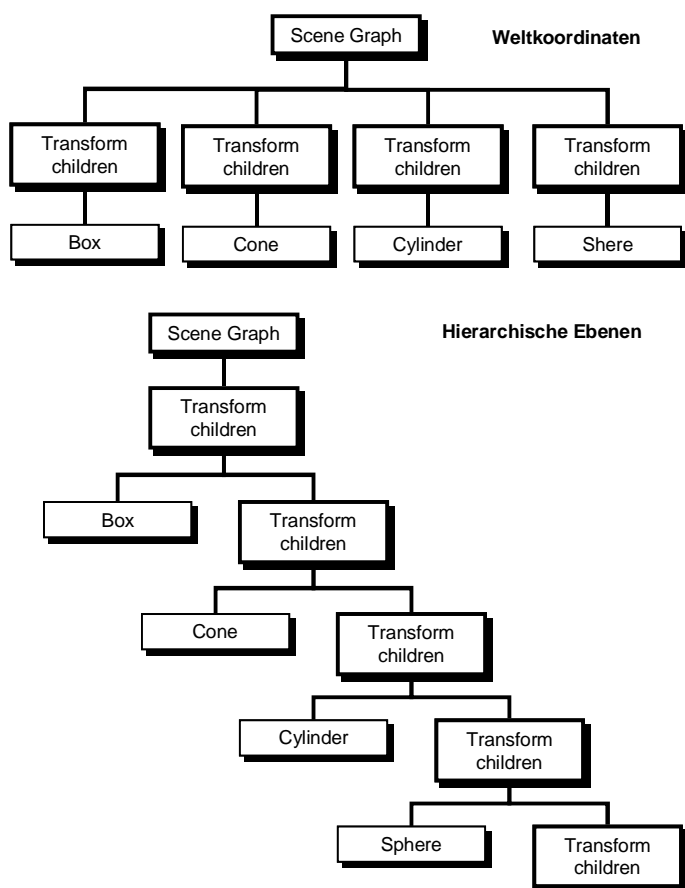 Scene Graph
Weltkoordinaten
Transform
children
Transform
children
Transform
children
Transform
children
Box
Cone
Cylinder
Shere
Scene Graph
Hierarchische Ebenen
Transform
children
Box
Transform
children
Cone
Transform
children
Cylinder
Transform
children
Sphere
Transform
children